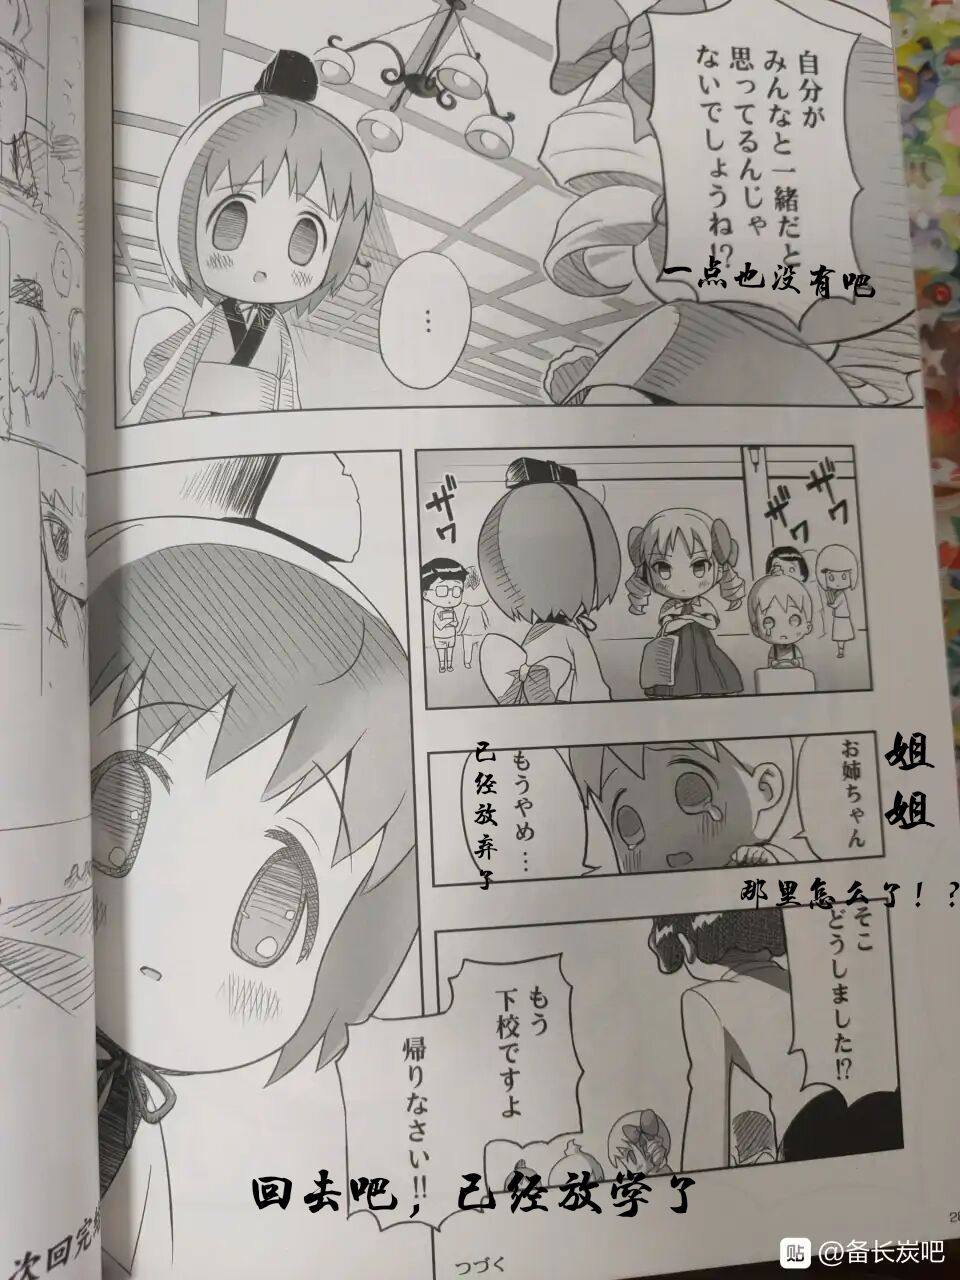 自分が
みんなと一緒だと
思ってるんじゃ
ないでしょうね!?
一点也没有吧
…
ザワ
ザワ
ザワ
お姉ちゃん
姐姐
もうやめ…
已经放弃了
那里怎么了！？
そこ
どうしました!?
もう
下校ですよ
帰りなさい!!
回去吧，已经放学了
つづく
次回完結
貼 @备长炭吧